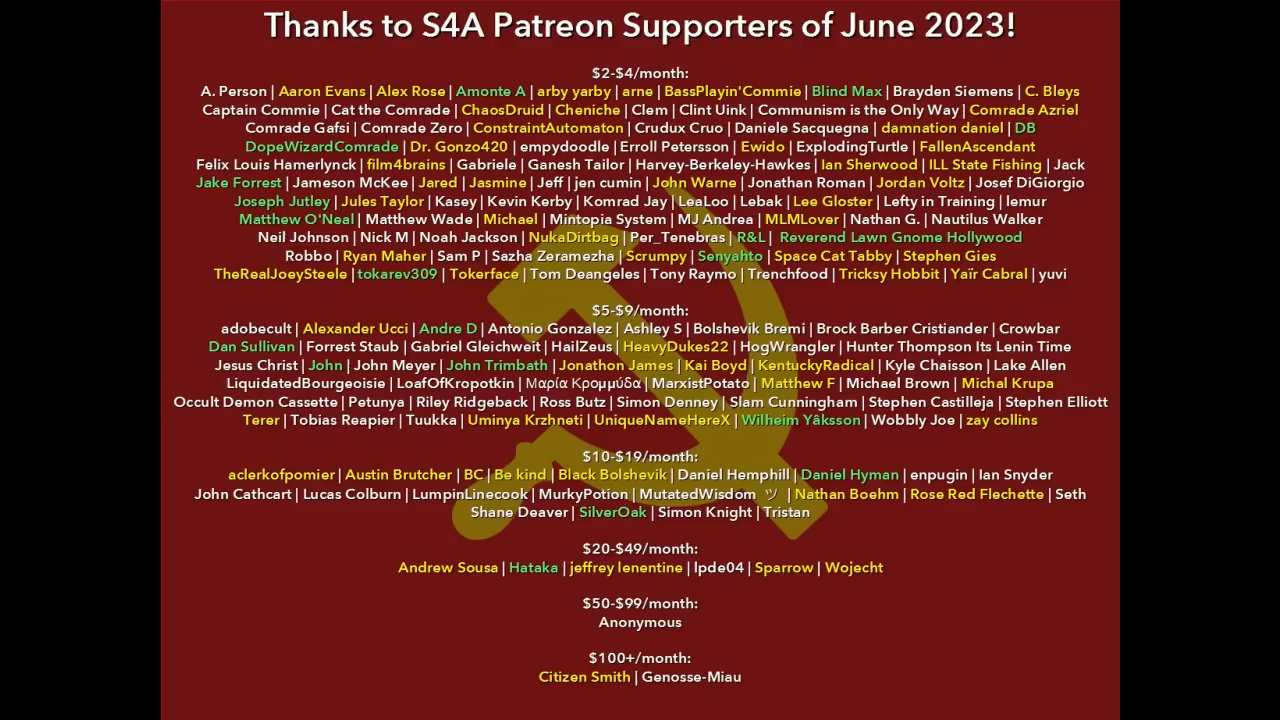 Thanks to S4A Patreon Supporters of June 2023!
$2-$4/month:
A. Person | Aaron Evans | Alex Rose | Amonte A | arby yarby | arne | BassPlayin'Commie | Blind Max | Brayden Siemens | C. Bleys
Captain Commie | Cat the Comrade | ChaosDruid | Cheniche | Clem | Clint Uink | Communism is the Only Way | Comrade Azriel
Comrade Gafsi | Comrade Zero | ConstraintAutomaton | Crudux Cruo | Daniele Sacquegna | damnation daniel | DB
DopeWizardComrade | Dr. Gonzo420 | empydoodle | Erroll Petersson | Ewido | ExplodingTurtle | FallenAscendant
Felix Louis Hamerlynck | film4brains | Gabriele | Ganesh Tailor | Harvey-Berkeley-Hawkes | Ian Sherwood | ILL State Fishing | Jack
Jake Forrest | Jameson McKee | Jared | Jasmine | Jeff | jen cumin | John Warne | Jonathan Roman | Jordan Voltz | Josef DiGiorgio
Joseph Jutley | Jules Taylor | Kasey | Kevin Kerby | Komrad Jay | LeaLoo | Lebak | Lee Gloster | Lefty in Training | lemur
Matthew O'Neal | Matthew Wade | Michael | Mintopia System | MJ Andrea | MLMLover | Nathan G. | Nautilus Walker
Neil Johnson | Nick M | Noah Jackson | NukaDirtbag | Per_Tenebras | R&L | Reverend Lawn Gnome Hollywood
Robbo | Ryan Maher | Sam P | Sazha Zeramezha | Scrumpy | Senyahto | Space Cat Tabby | Stephen Gies
TheRealJoeySteele | tokarev309 | Tokerface | Tom Deangeles | Tony Raymo | Trenchfood | Tricksy Hobbit | Yaïr Cabral | yuvi
$5-$9/month:
adobecult | Alexander Ucci | Andre D | Antonio Gonzalez | Ashley S | Bolshevik Bremi | Brock Barber Cristiander | Crowbar
Dan Sullivan | Forrest Staub | Gabriel Gleichweit | HailZeus | HeavyDukes22 | HogWrangler | Hunter Thompson Its Lenin Time
Jesus Christ | John | John Meyer | John Trimbath | Jonathon James | Kai Boyd | KentuckyRadical | Kyle Chaisson | Lake Allen
LiquidatedBourgeoisie | LoafOfKropotkin | Μαρία Κρομμύδα | MarxistPotato | Matthew F | Michael Brown | Michal Krupa
Occult Demon Cassette | Petunya | Riley Ridgeback | Ross Butz | Simon Denney | Slam Cunningham | Stephen Castilleja | Stephen Elliott
Terer | Tobias Reapier | Tuukka | Uminya Krzhneti | UniqueNameHereX | Wilheim Yâksson | Wobbly Joe | zay collins
$10-$19/month:
aclerkofpomier | Austin Brutcher | BC | Be kind | Black Bolshevik | Daniel Hemphill | Daniel Hyman | enpugin | Ian Snyder
John Cathcart | Lucas Colburn | LumpinLinecook | MurkyPotion | MutatedWisdom ツ | Nathan Boehm | Rose Red Flechette | Seth
Shane Deaver | SilverOak | Simon Knight | Tristan
$20-$49/month:
Andrew Sousa | Hataka | jeffrey lenentine | lpde04 | Sparrow | Wojecht
$50-$99/month:
Anonymous
$100+/month:
Citizen Smith | Genosse-Miau